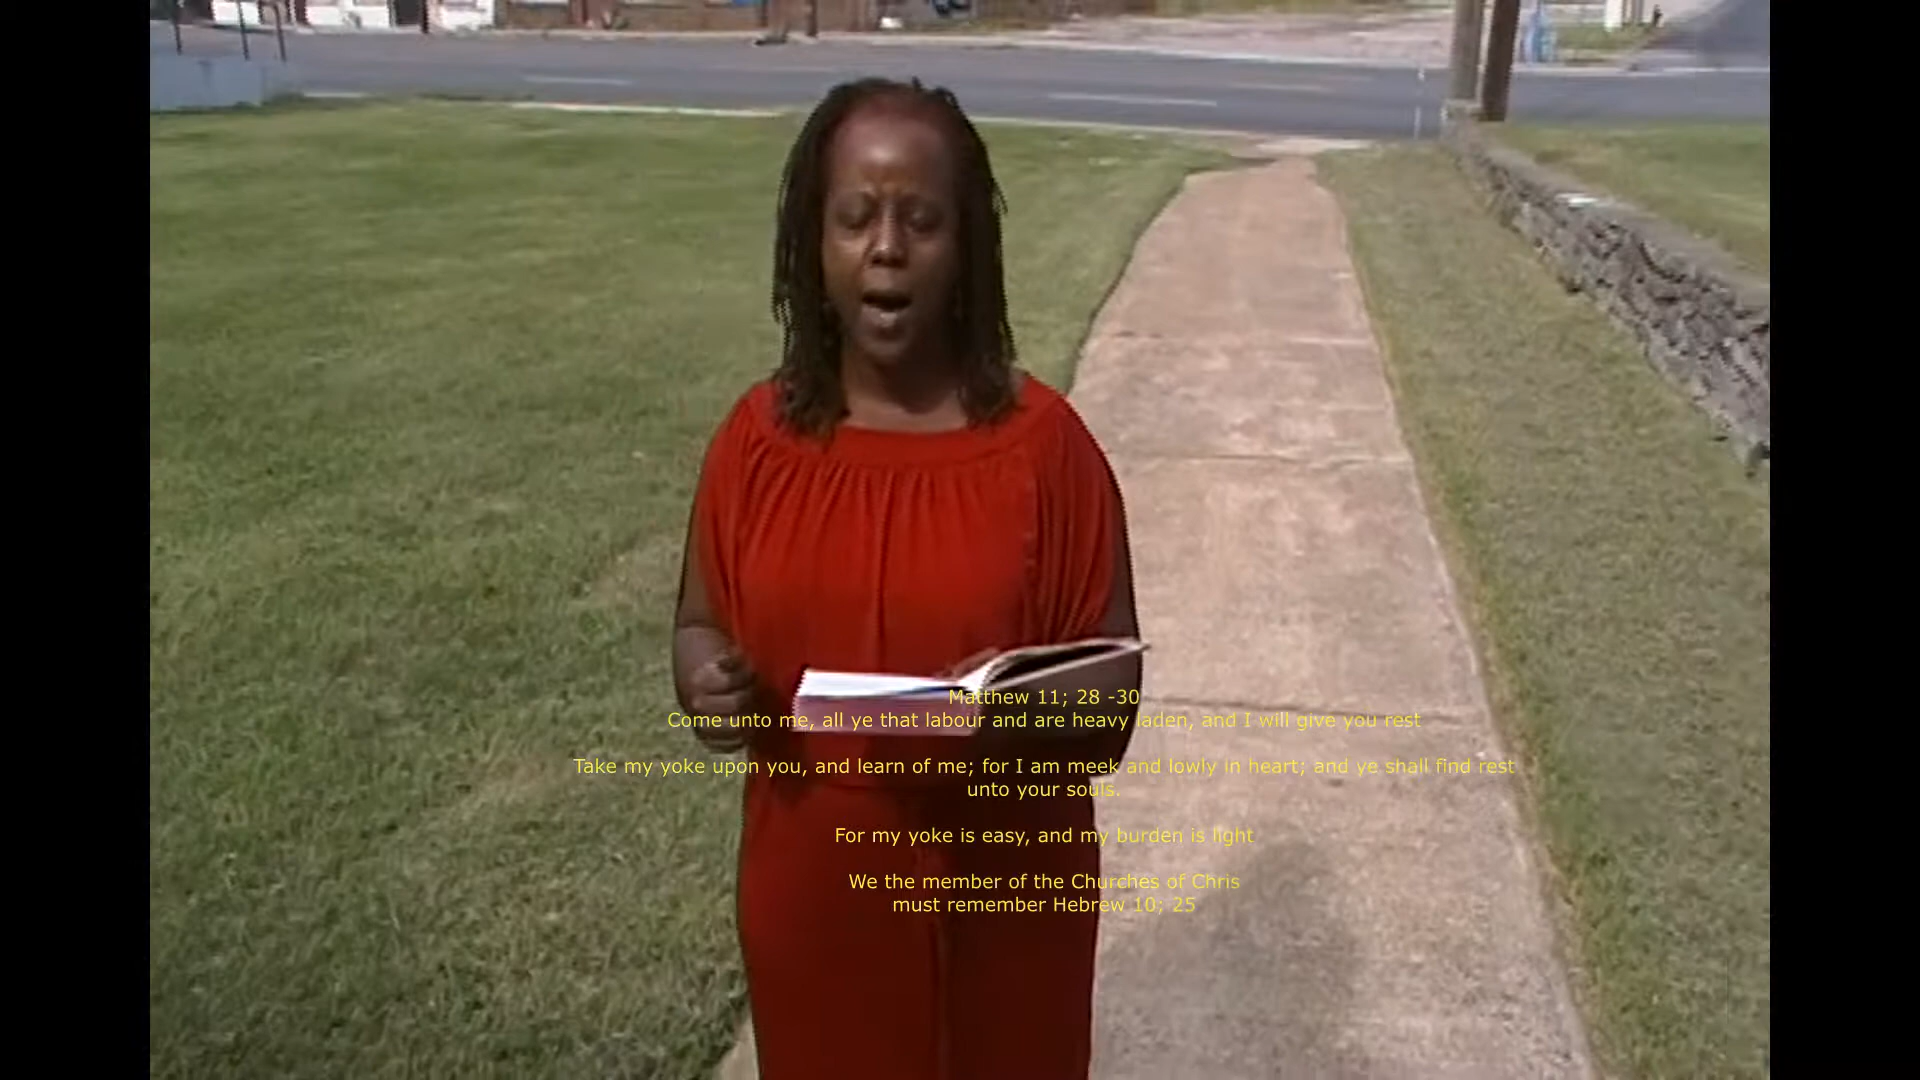 Matthew 11; 28 -30
Come unto me, all ye that labour and are heavy laden, and I will give you rest
Take my yoke upon you, and learn of me; for I am meek and lowly in heart; and ye shall find rest
unto your souls.
For my yoke is easy, and my burden is light
We the member of the Churches of Chris
must remember Hebrew 10; 25